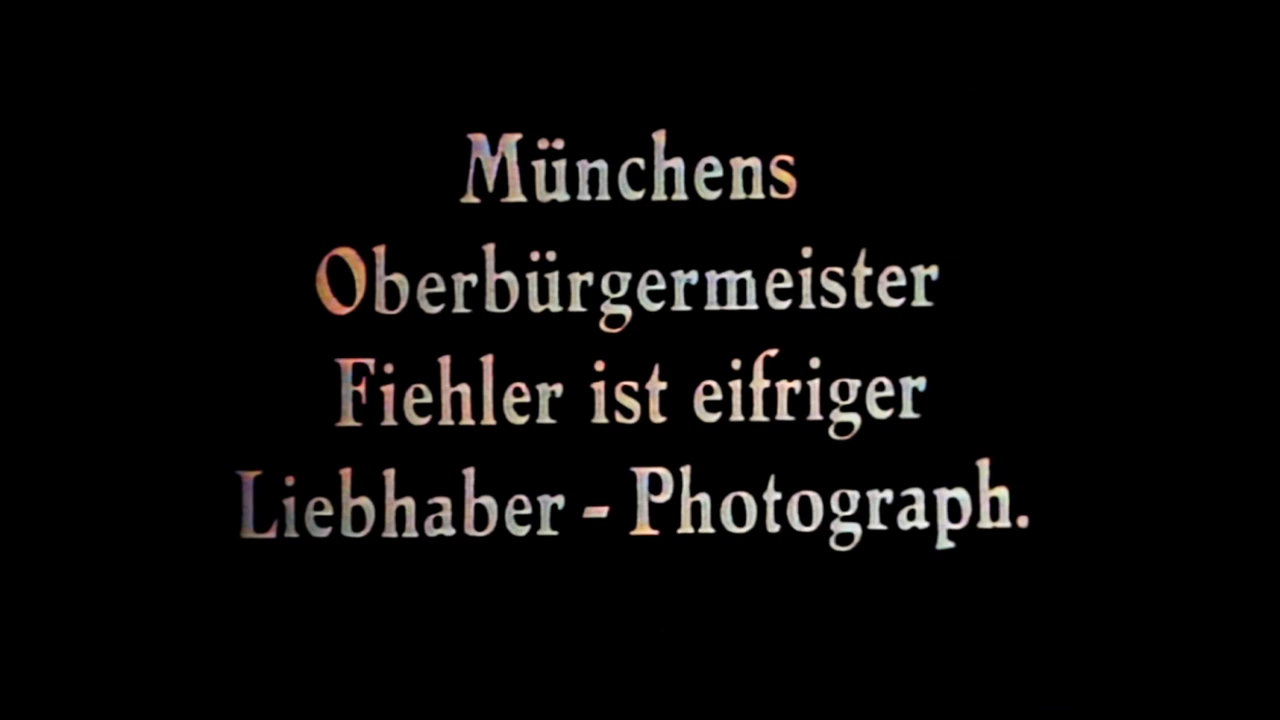 Münchens
Oberbürgermeister
Fiehler ist eifriger
Liebhaber - Photograph.